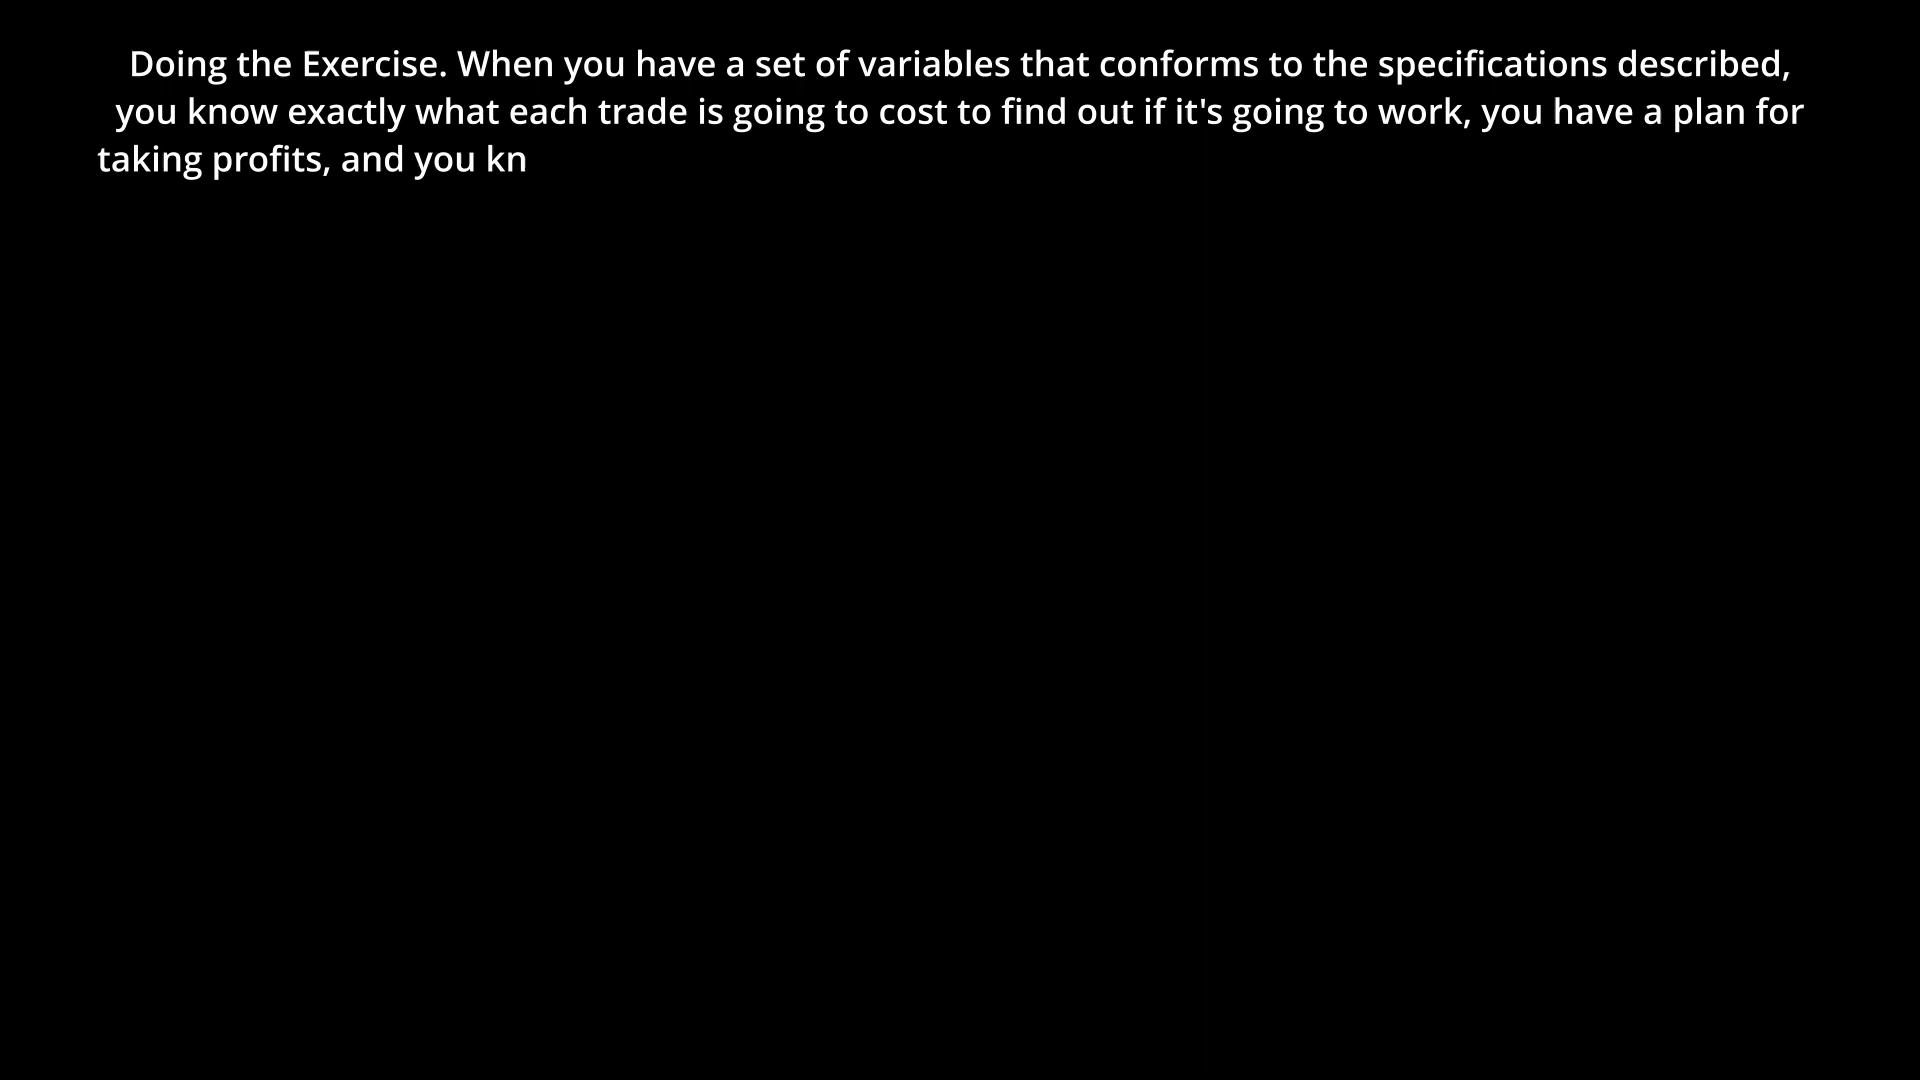 Doing the Exercise. When you have a set of variables that conforms to the specifications described,
you know exactly what each trade is going to cost to find out if it's going to work, you have a plan for
taking profits, and you kn